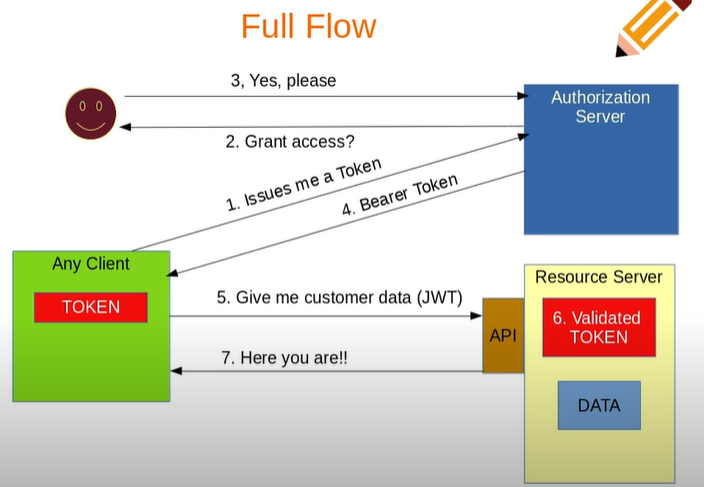 Full Flow
3, Yes, please
Authorization
Server
2. Grant access?
1. Issues me a Token
4. Bearer Token
Any Client
TOKEN
5. Give me customer data (JWT)
7. Here you are!!
API
Resource Server
6. Validated
TOKEN
DATA